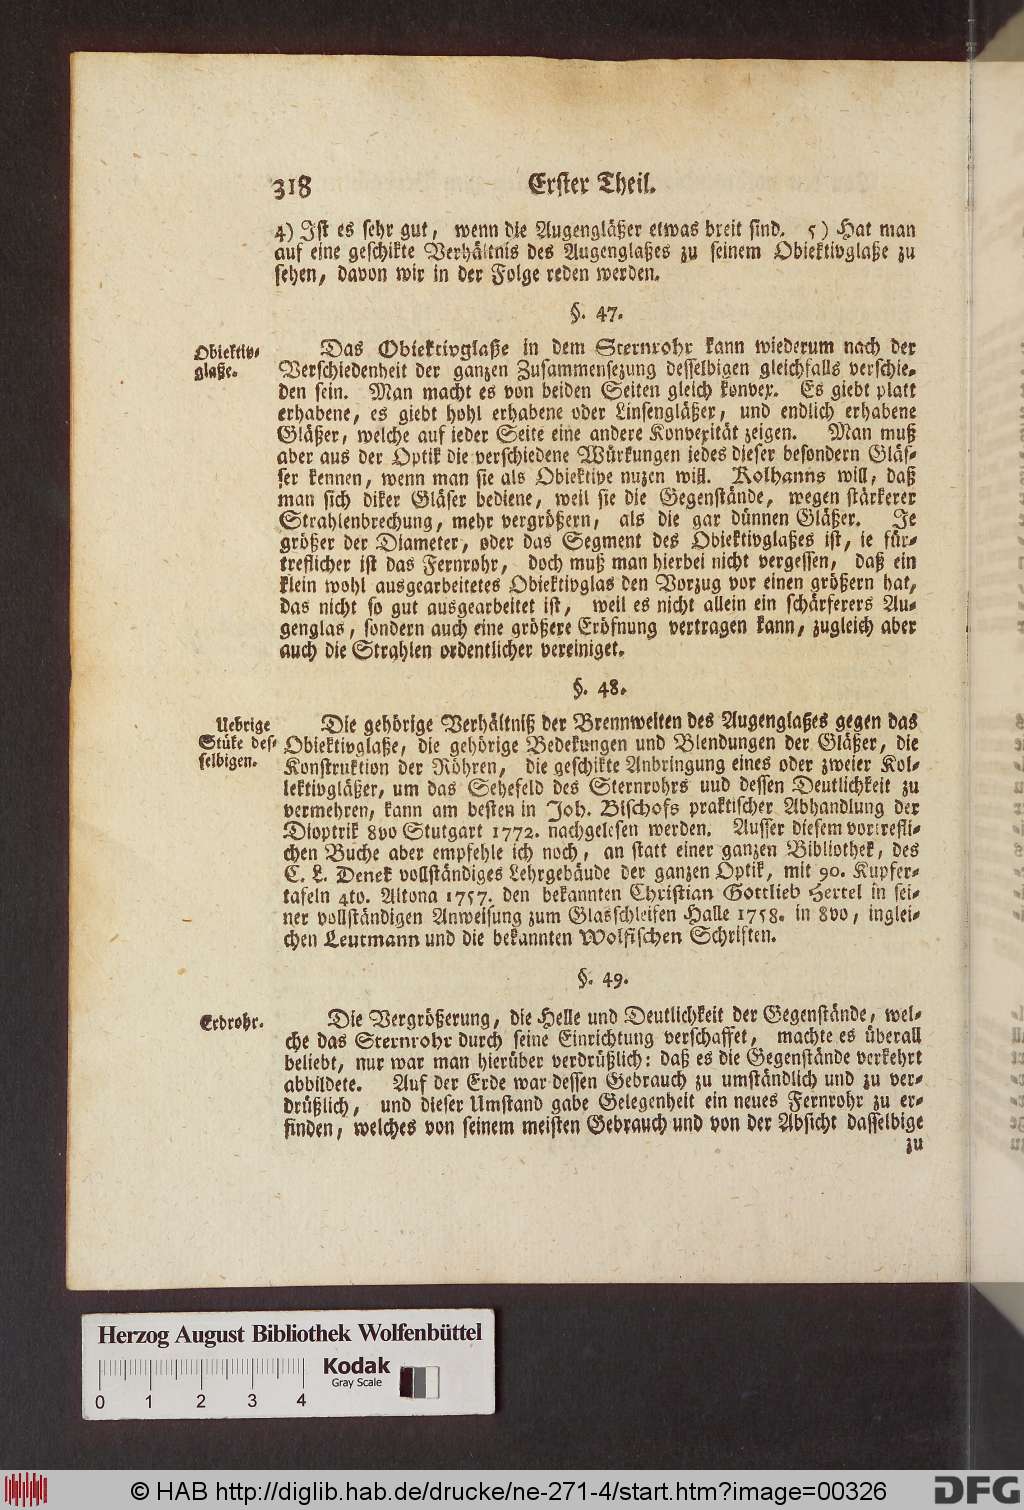 318 Erster Theil.
4) Ist es sehr gut, wenn die Augengläßer etwas breit sind. 5) Hat man
auf eine geschikte Verhältnis des Augenglaßes zu seinem Obiektivglaße zu
sehen, davon wir in der Folge reden werden.
§. 47.
Obiektiv-
glaße.
Das Obiektivglaße in dem Sternrohr kann wiederum nach der
Verschiedenheit der ganzen Zusammensezung desselbigen gleichfalls verschie-
den sein. Man macht es von beiden Seiten gleich konvex. Es giebt platt
erhabene, es giebt hohl erhabene oder Linsengläßer, und endlich erhabene
Gläßer, welche auf ieder Seite eine andere Konvexität zeigen. Man muß
aber aus der Optik die verschiedene Würkungen iedes dieser besondern Gläs-
ser kennen, wenn man sie als Obiektive nuzen will. Kolhanns will, daß
man sich diker Gläser bediene, weil sie die Gegenstände, wegen stärkerer
Strahlenbrechung, mehr vergrößern, als die gar dünnen Gläßer. Je
größer der Diameter, oder das Segment des Obiektivglaßes ist, ie für-
treflicher ist das Fernrohr, doch muß man hierbei nicht vergessen, daß ein
klein wohl ausgearbeitetes Obiektivglas den Vorzug vor einen größern hat,
das nicht so gut ausgearbeitet ist, weil es nicht allein ein schärferers Au-
genglas, sondern auch eine größere Eröfnung vertragen kann, zugleich aber
auch die Strahlen ordentlicher vereiniget.
§. 48.
Uebrige
Stüke des-
selbigen.
Die gehörige Verhältniß der Brennweiten des Augenglaßes gegen das
Obiektivglaße, die gehörige Bedekungen und Blendungen der Gläßer, die
Konstruktion der Röhren, die geschikte Anbringung eines oder zweier Kol-
lektivgläßer, um das Sehefeld des Sternrohrs uud dessen Deutlichkeit zu
vermehren, kann am besten in Joh. Bischofs praktischer Abhandlung der
Dioptrik 8vo Stutgart 1772. nachgelesen werden. Ausser diesem vortrefli-
chen Buche aber empfehle ich noch, an statt einer ganzen Bibliothek, des
C. L. Denek vollständiges Lehrgebäude der ganzen Optik, mit 90. Kupfer-
tafeln 4to. Altona 1757. den bekannten Christian Gottlieb Hertel in sei-
ner vollständigen Anweisung zum Glasschleifen Halle 1758. in 8vo, inglei-
chen Leutmann und die bekannten Wolfischen Schriften.
§. 49.
Erdrohr.
Die Vergrößerung, die Helle und Deutlichkeit der Gegenstände, wel-
che das Sternrohr durch seine Einrichtung verschaffet, machte es überall
beliebt, nur war man hierüber verdrüßlich: daß es die Gegenstände verkehrt
abbildete. Auf der Erde war dessen Gebrauch zu umständlich und zu ver-
drüßlich, und dieser Umstand gabe Gelegenheit ein neues Fernrohr zu er-
finden, welches von seinem meisten Gebrauch und von der Absicht dasselbige
zu
Herzog August Bibliothek Wolfenbüttel
Kodak
Gray Scale
0 1 2 3 4
© HAB http://diglib.hab.de/drucke/ne-271-4/start.htm?image=00326
DFG